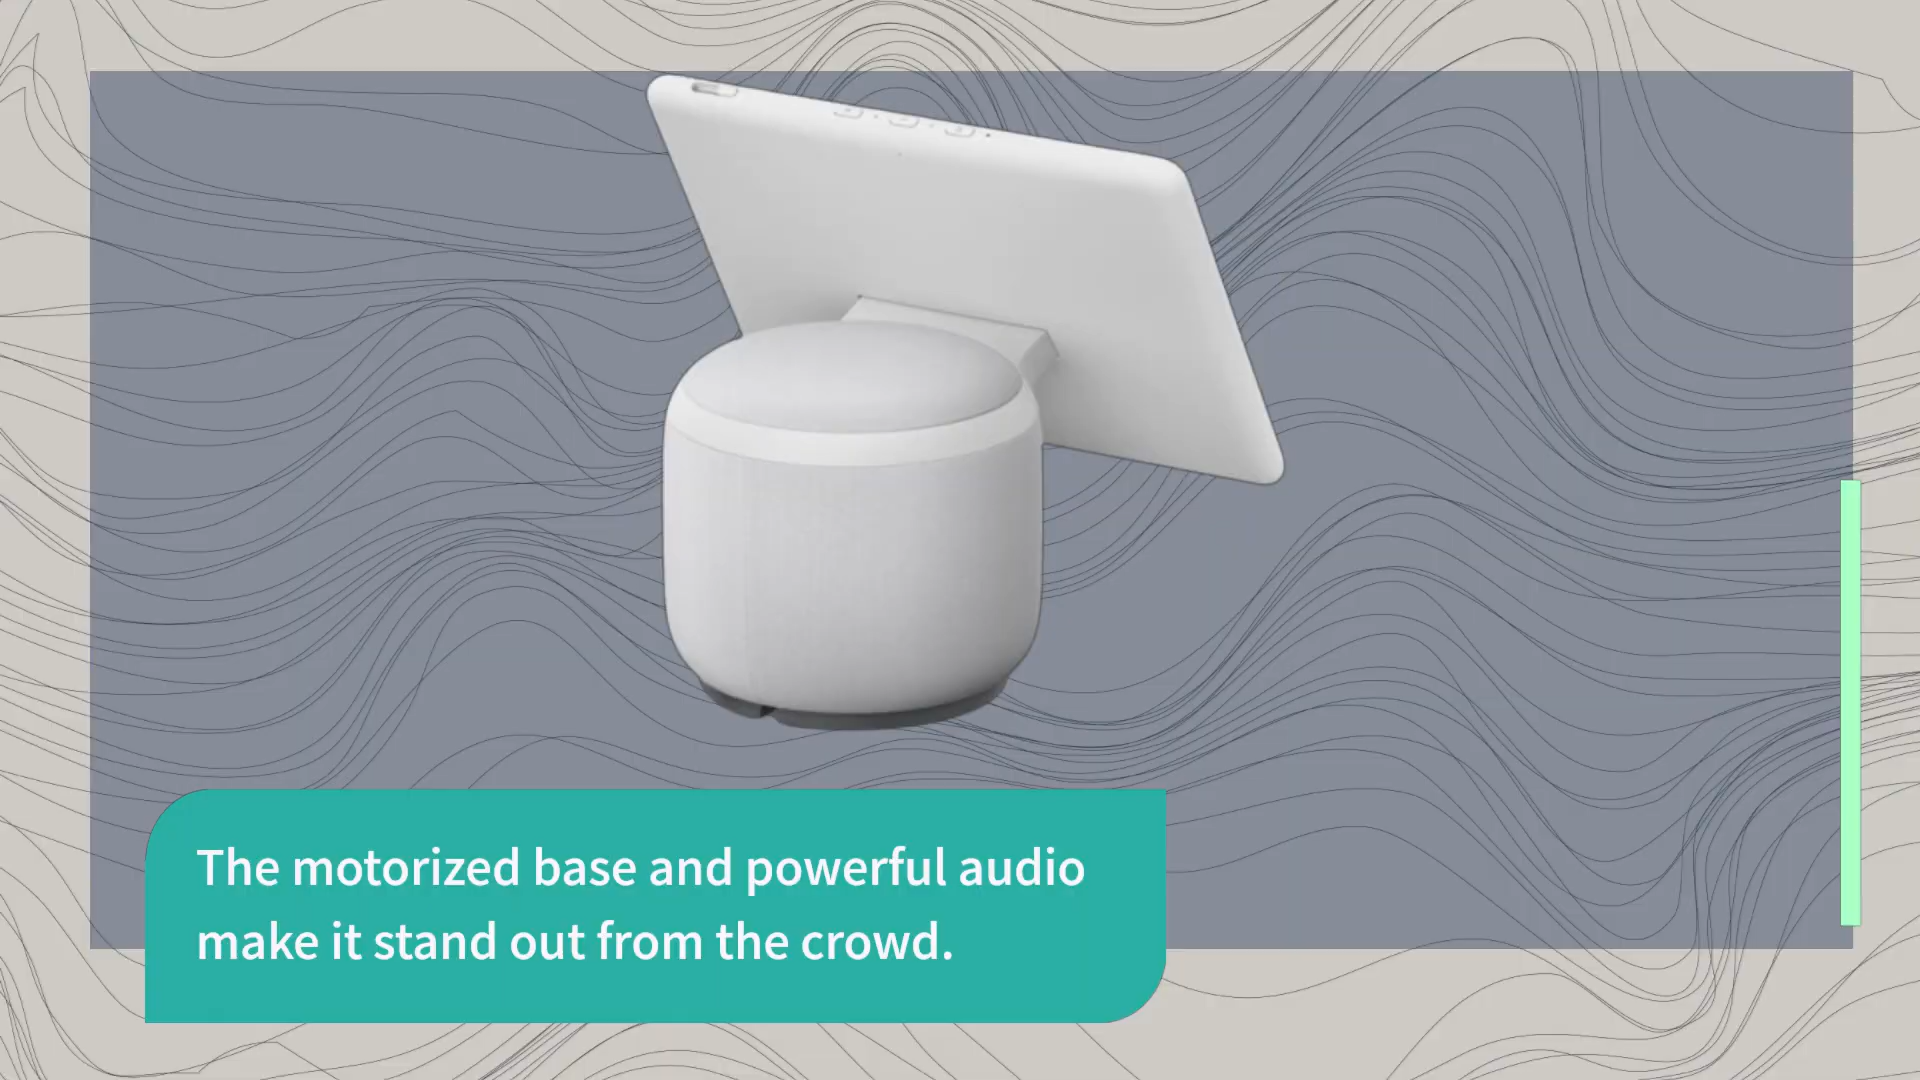 The motorized base and powerful audio
make it stand out from the crowd.